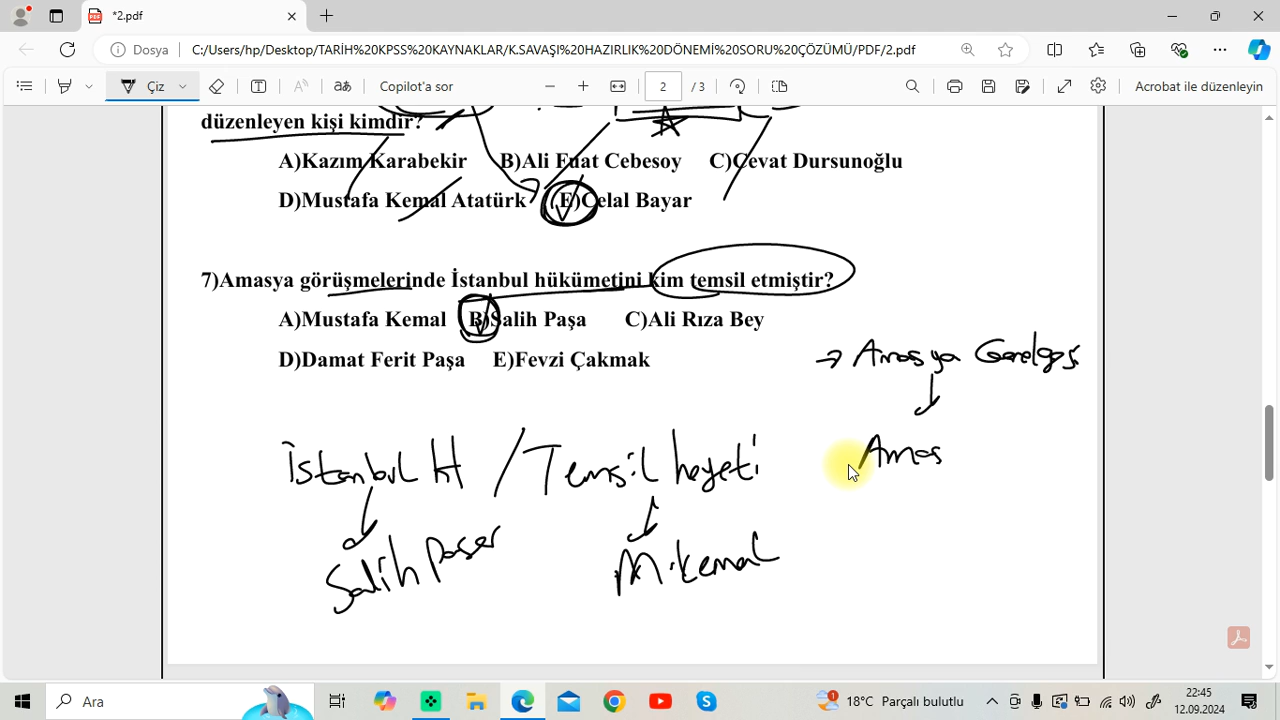 *2.pdf
Dosya C:/Users/hp/Desktop/TARİH%20KPSS%20KAYNAKLAR/K.SAVAŞI%20HAZIRLIK%20DÖNEMİ%20SORU%20ÇÖZÜMÜ/PDF/2.pdf
Çiz Copilot'a sor 2 / 3 Acrobat ile düzenleyin
düzenleyen kişi kimdir?
A)Kazım Karabekir B)Ali Fuat Cebesoy C)Cevat Dursunoğlu
D)Mustafa Kemal Atatürk E)Celal Bayar
7)Amasya görüşmelerinde İstanbul hükümetini kim temsil etmiştir?
A)Mustafa Kemal B)Salih Paşa C)Ali Rıza Bey
D)Damat Ferit Paşa E)Fevzi Çakmak
Amasya
Amas
İstanbul H / Temsil heyeti
Salih M.Kemal
Ara 1 18°C Parçalı bulutlu 22:45
12.09.2024